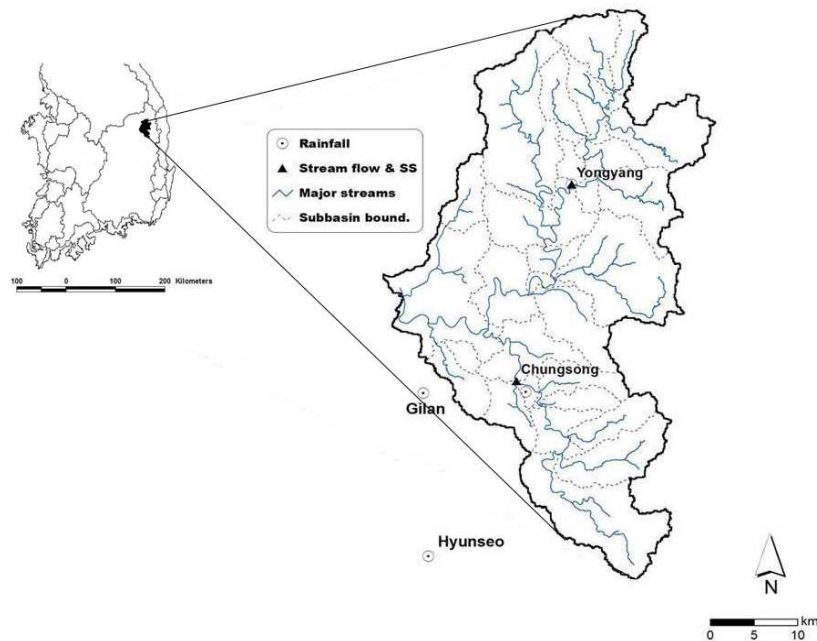 Rainfall
Stream flow & SS
Major streams
Subbasin bound.
Yongyang
100 0 100 200 Kilometers
Chungsong
Gilan
Hyunseo
N
km
0 5 10